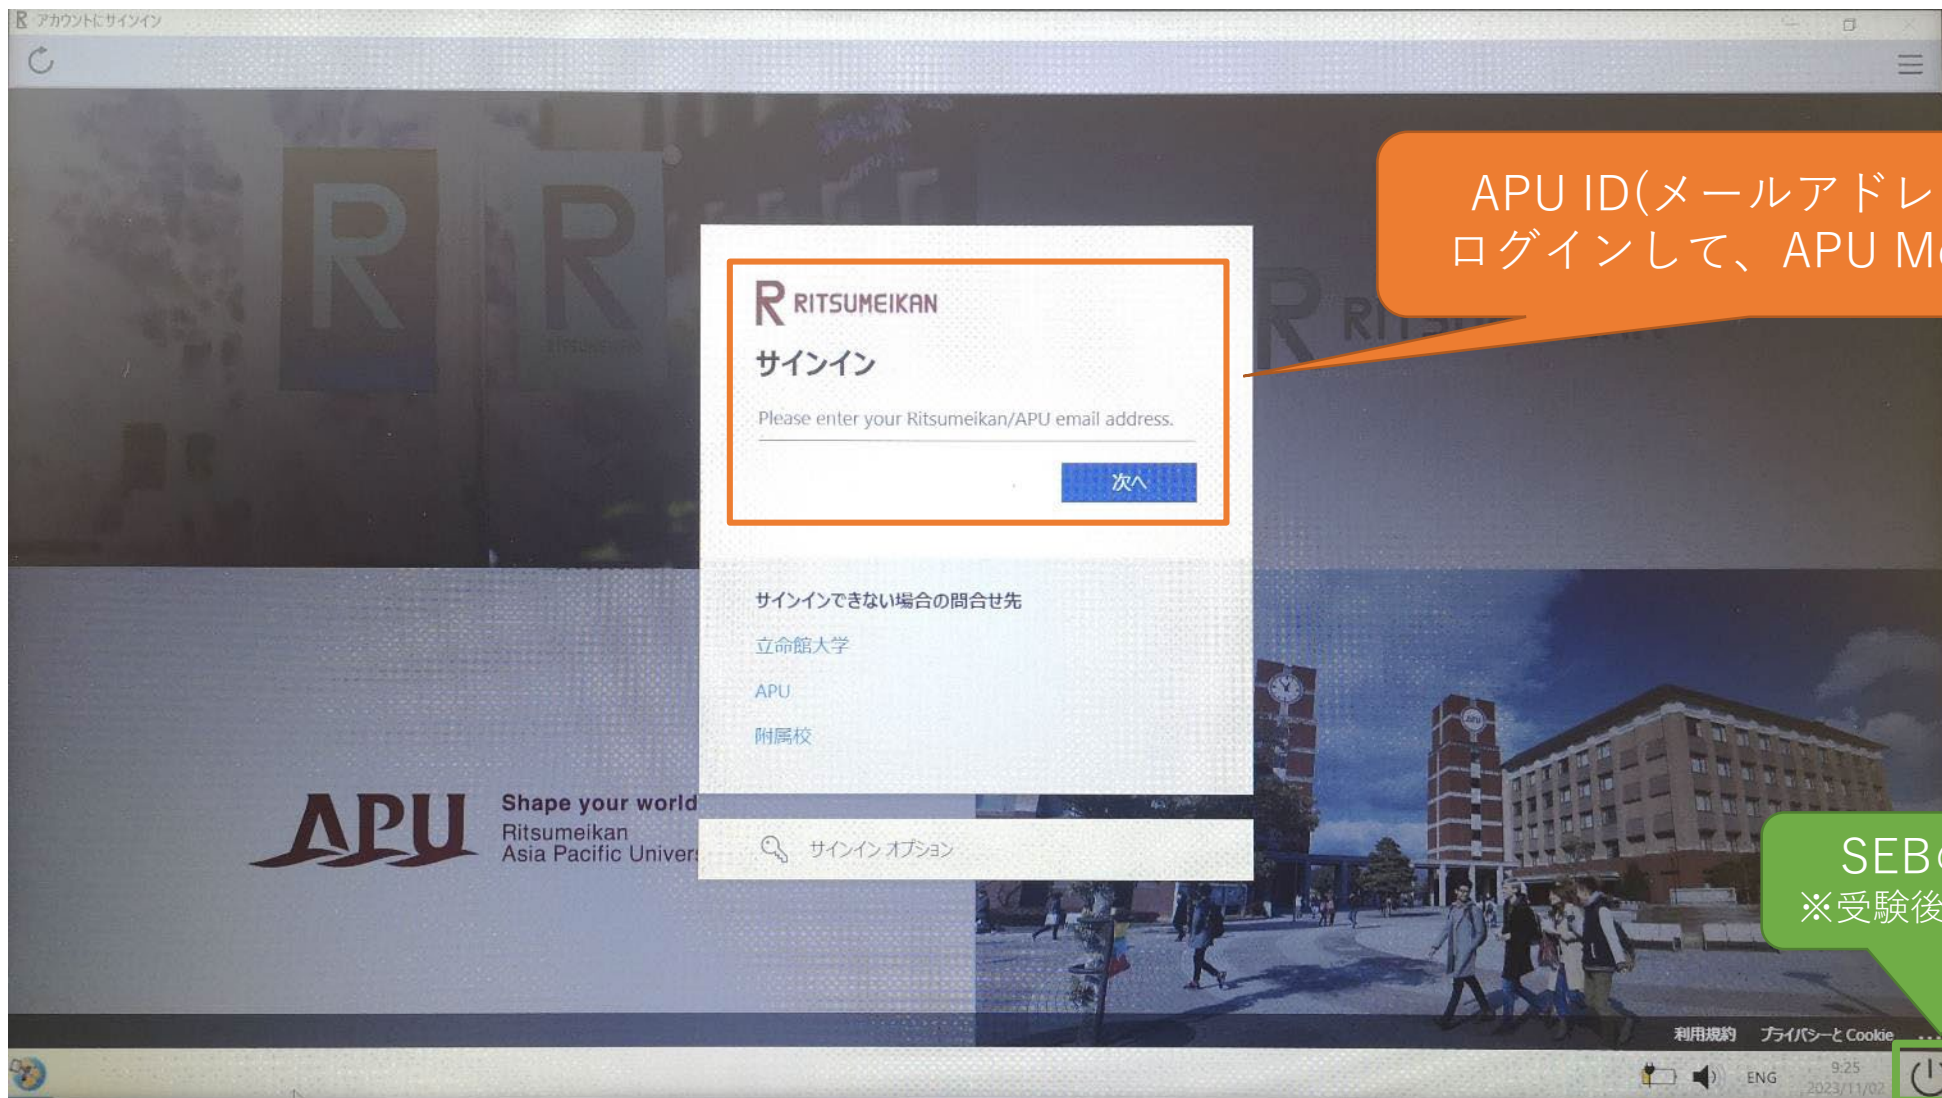 R アカウントにサインイン
APU ID(メールアドレ
ログインして、APU M
R R
RITSUMEIKAN
R RITSUMEIKAN
サインイン
Please enter your Ritsumeikan/APU email address.
次へ
サインインできない場合の問合せ先
立命館大学
APU
附属校
サインイン オプション
APU
Shape your world
Ritsumeikan
Asia Pacific Univers
SEB
※受験後
利用規約 プライバシーと Cookie ...
ENG
9:25
2023/11/02